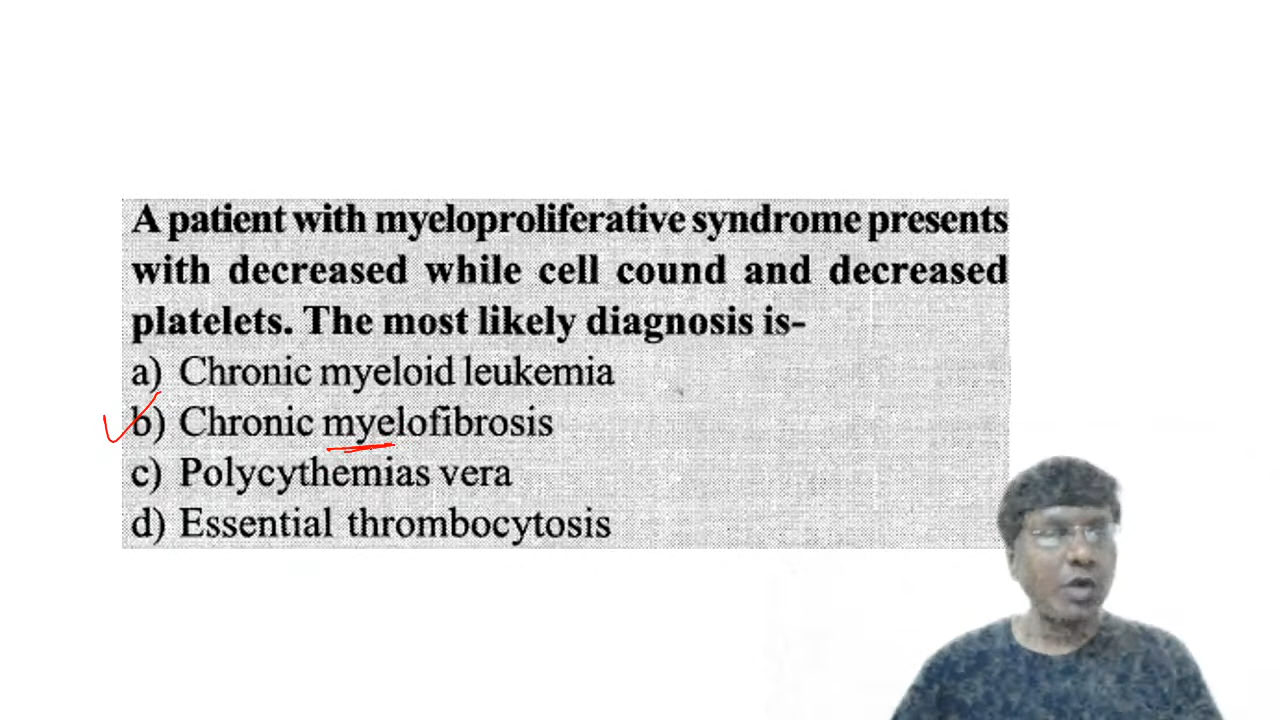 A patient with myeloproliferative syndrome presents
with decreased while cell cound and decreased
platelets. The most likely diagnosis is-
a) Chronic myeloid leukemia
b) Chronic myelofibrosis
c) Polycythemias vera
d) Essential thrombocytosis